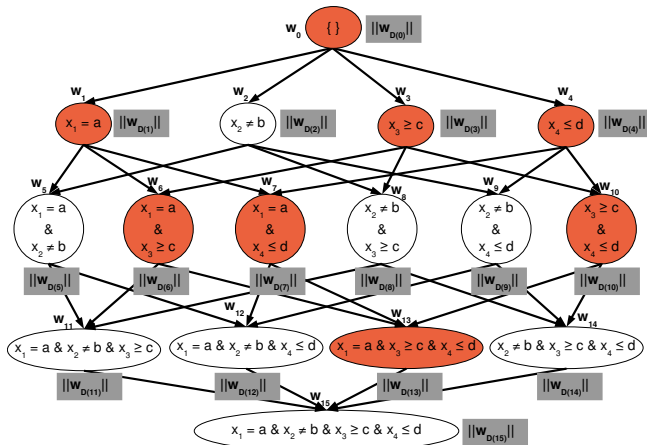 w0 { } ||wD(0)||
w1 w2 w3 w4
x1 = a ||wD(1)|| x2 ≠ b ||wD(2)|| x3 ≥ c ||wD(3)|| x4 ≤ d ||wD(4)||
w5 w6 w7 w8 w9 w10
x1 = a x1 = a x1 = a x2 ≠ b x2 ≠ b x3 ≥ c
& & & & & &
x2 ≠ b x3 ≥ c x4 ≤ d x3 ≥ c x4 ≤ d x4 ≤ d
||wD(5)|| ||wD(6)|| ||wD(7)|| ||wD(8)|| ||wD(9)|| ||wD(10)||
w11 w12 w13 w14
x1 = a & x2 ≠ b & x3 ≥ c x1 = a & x2 ≠ b & x4 ≤ d x1 = a & x3 ≥ c & x4 ≤ d x2 ≠ b & x3 ≥ c & x4 ≤ d
||wD(11)|| ||wD(12)|| ||wD(13)|| ||wD(14)||
w15
x1 = a & x2 ≠ b & x3 ≥ c & x4 ≤ d ||wD(15)||